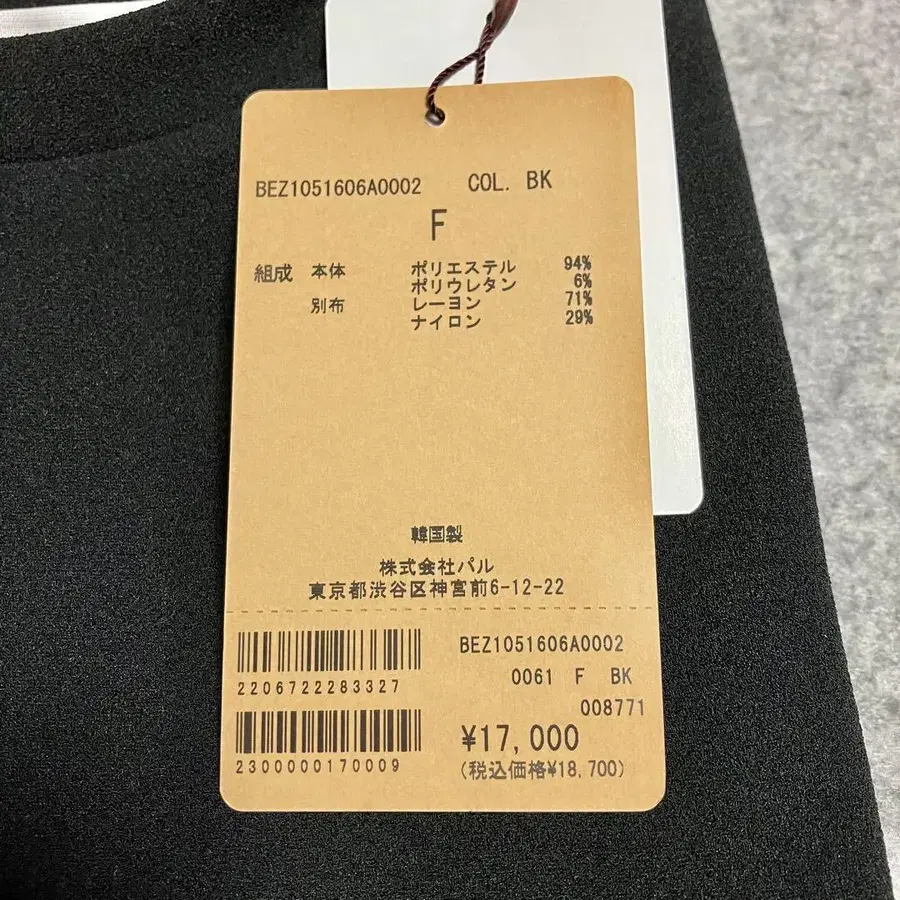 BEZ1051606A0002 COL. BK
F
組成 本体 ポリエステル 94%
ポリウレタン 6%
別布 レーヨン 71%
ナイロン 29%
韓国製
株式会社パル
東京都渋谷区神宮前6-12-22
BEZ1051606A0002
0061 F BK
2206722283327
008771
¥17,000
2300000170009
(税込価格¥18,700)